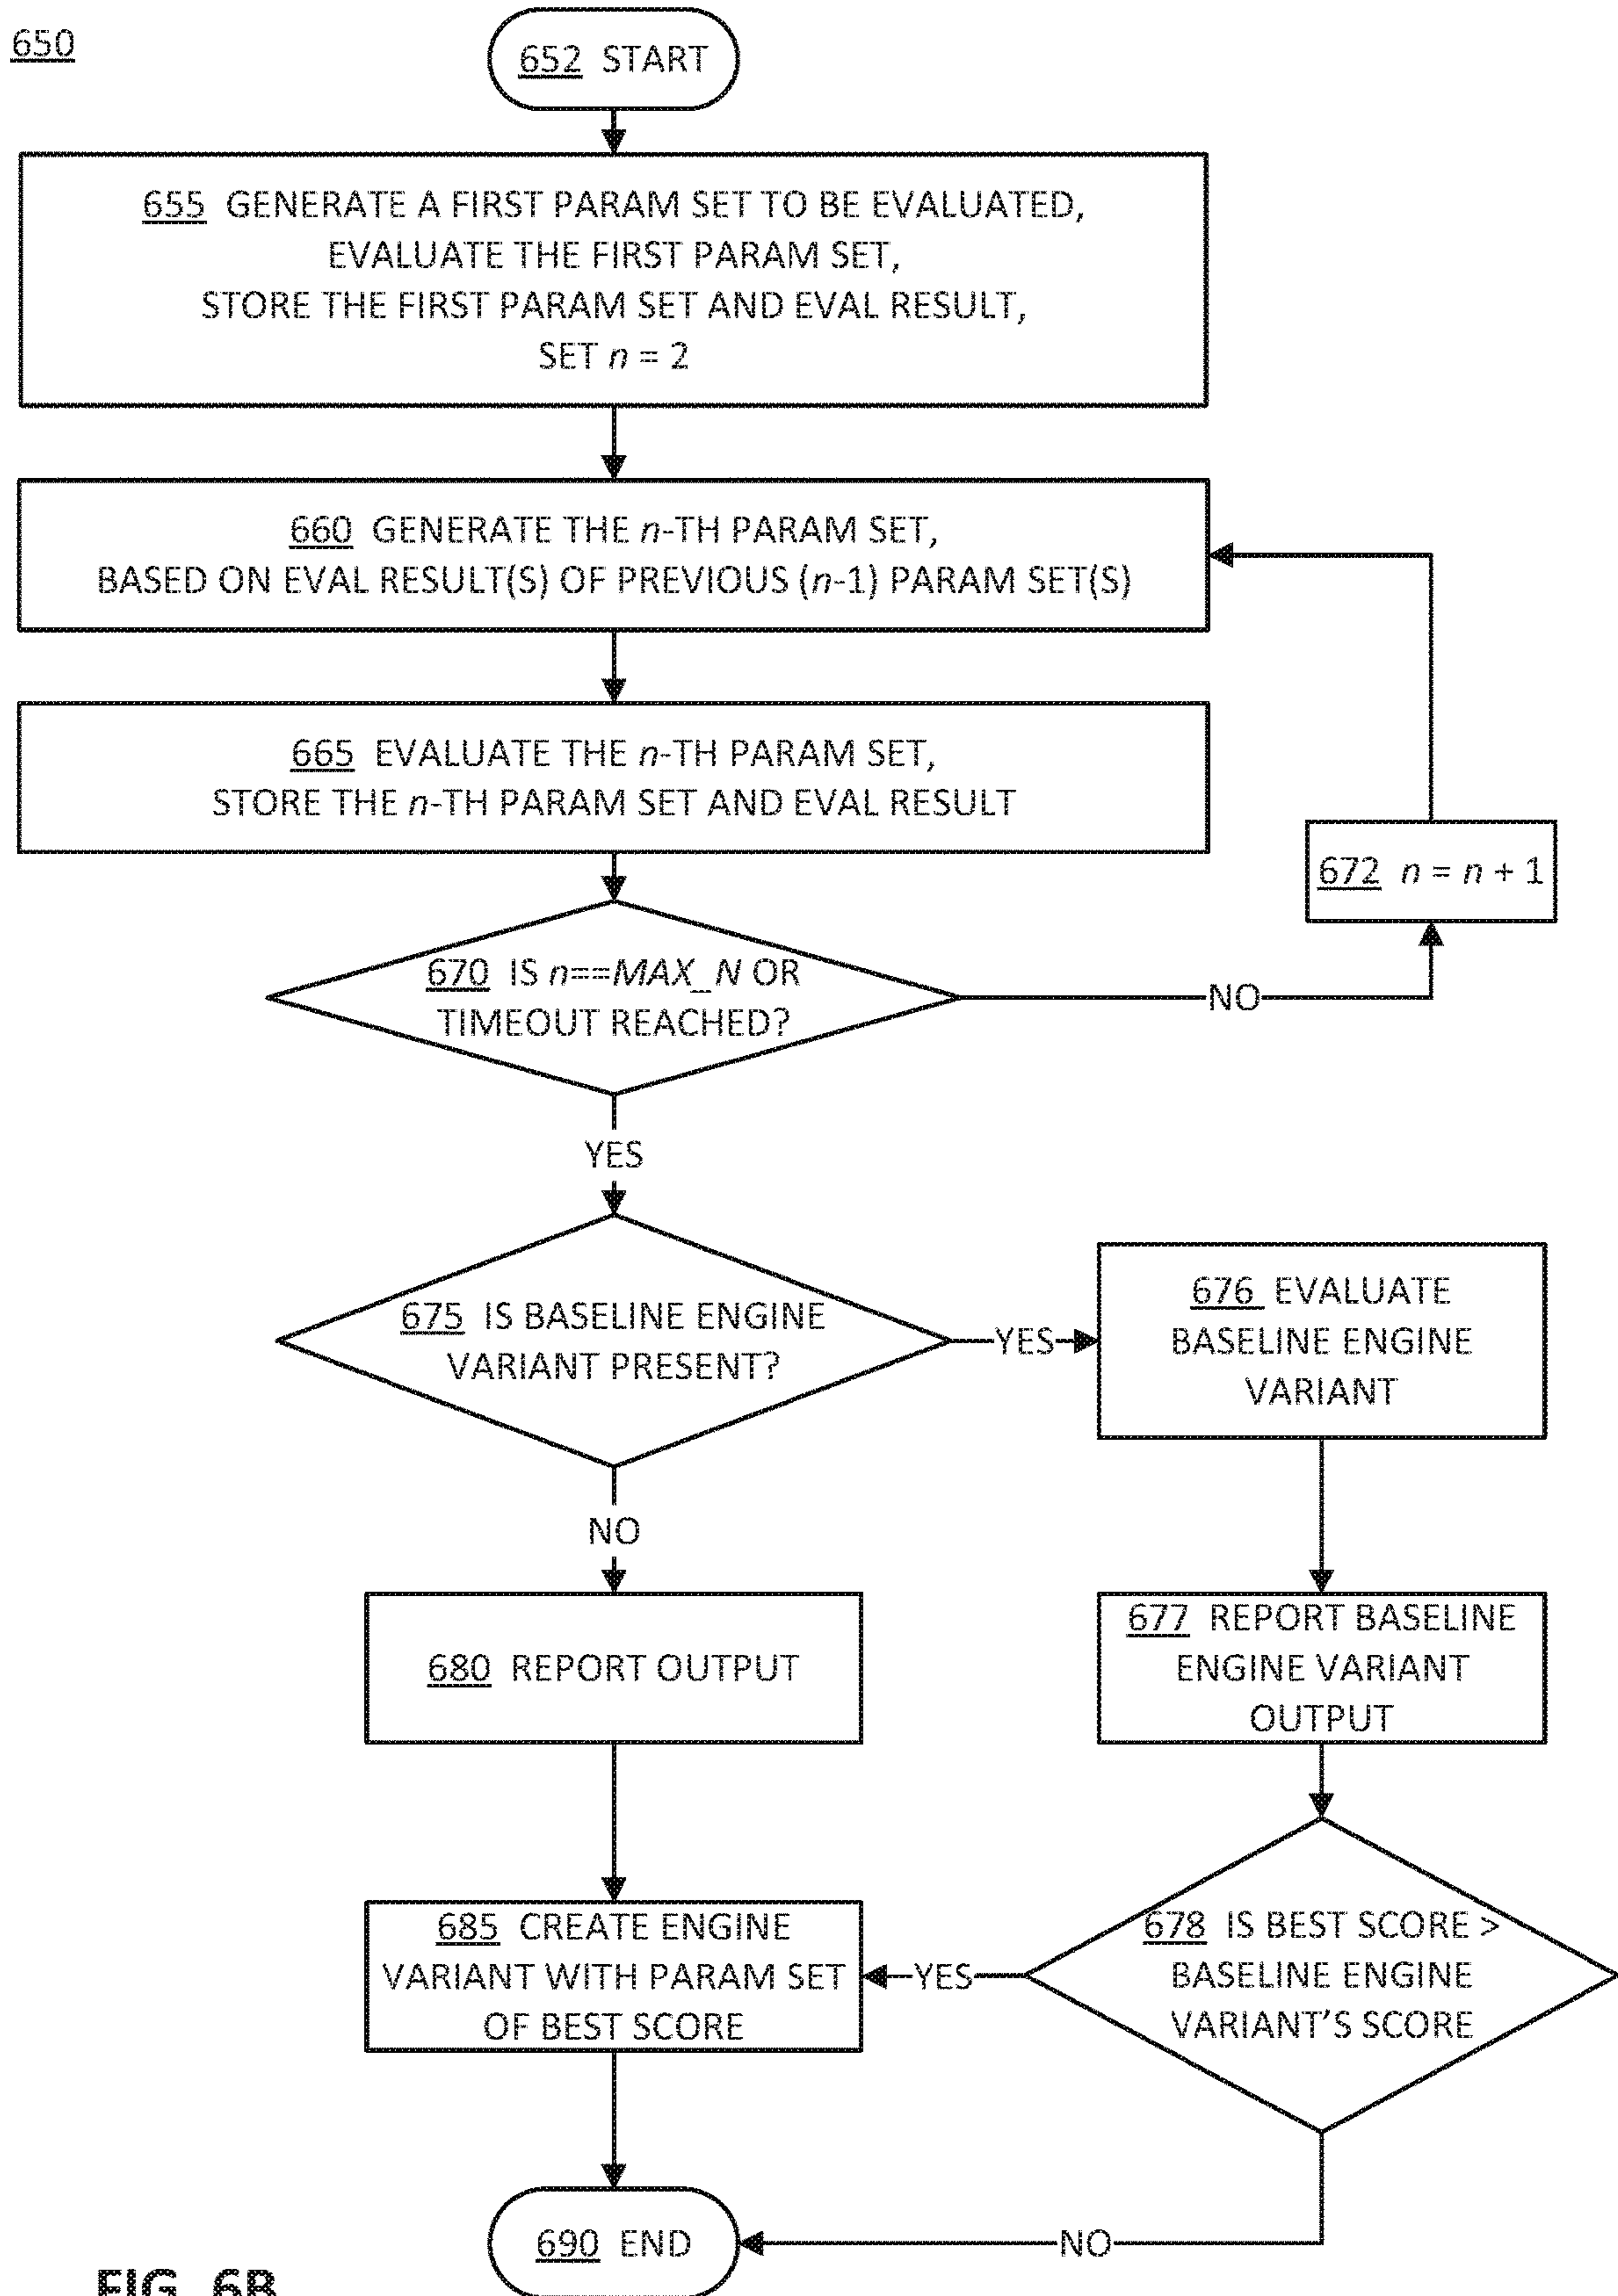 650
652 START
655 GENERATE A FIRST PARAM SET TO BE EVALUATED,
EVALUATE THE FIRST PARAM SET,
STORE THE FIRST PARAM SET AND EVAL RESULT,
SET n = 2
660 GENERATE THE n-TH PARAM SET,
BASED ON EVAL RESULT(S) OF PREVIOUS (n-1) PARAM SET(S)
665 EVALUATE THE n-TH PARAM SET,
STORE THE n-TH PARAM SET AND EVAL RESULT
672 n = n + 1
670 IS n==MAX_N OR
TIMEOUT REACHED?
NO
YES
675 IS BASELINE ENGINE
VARIANT PRESENT?
YES
676 EVALUATE
BASELINE ENGINE
VARIANT
NO
680 REPORT OUTPUT
677 REPORT BASELINE
ENGINE VARIANT
OUTPUT
685 CREATE ENGINE
VARIANT WITH PARAM SET
OF BEST SCORE
YES
678 IS BEST SCORE >
BASELINE ENGINE
VARIANT'S SCORE
690 END
NO
FIG. 6B